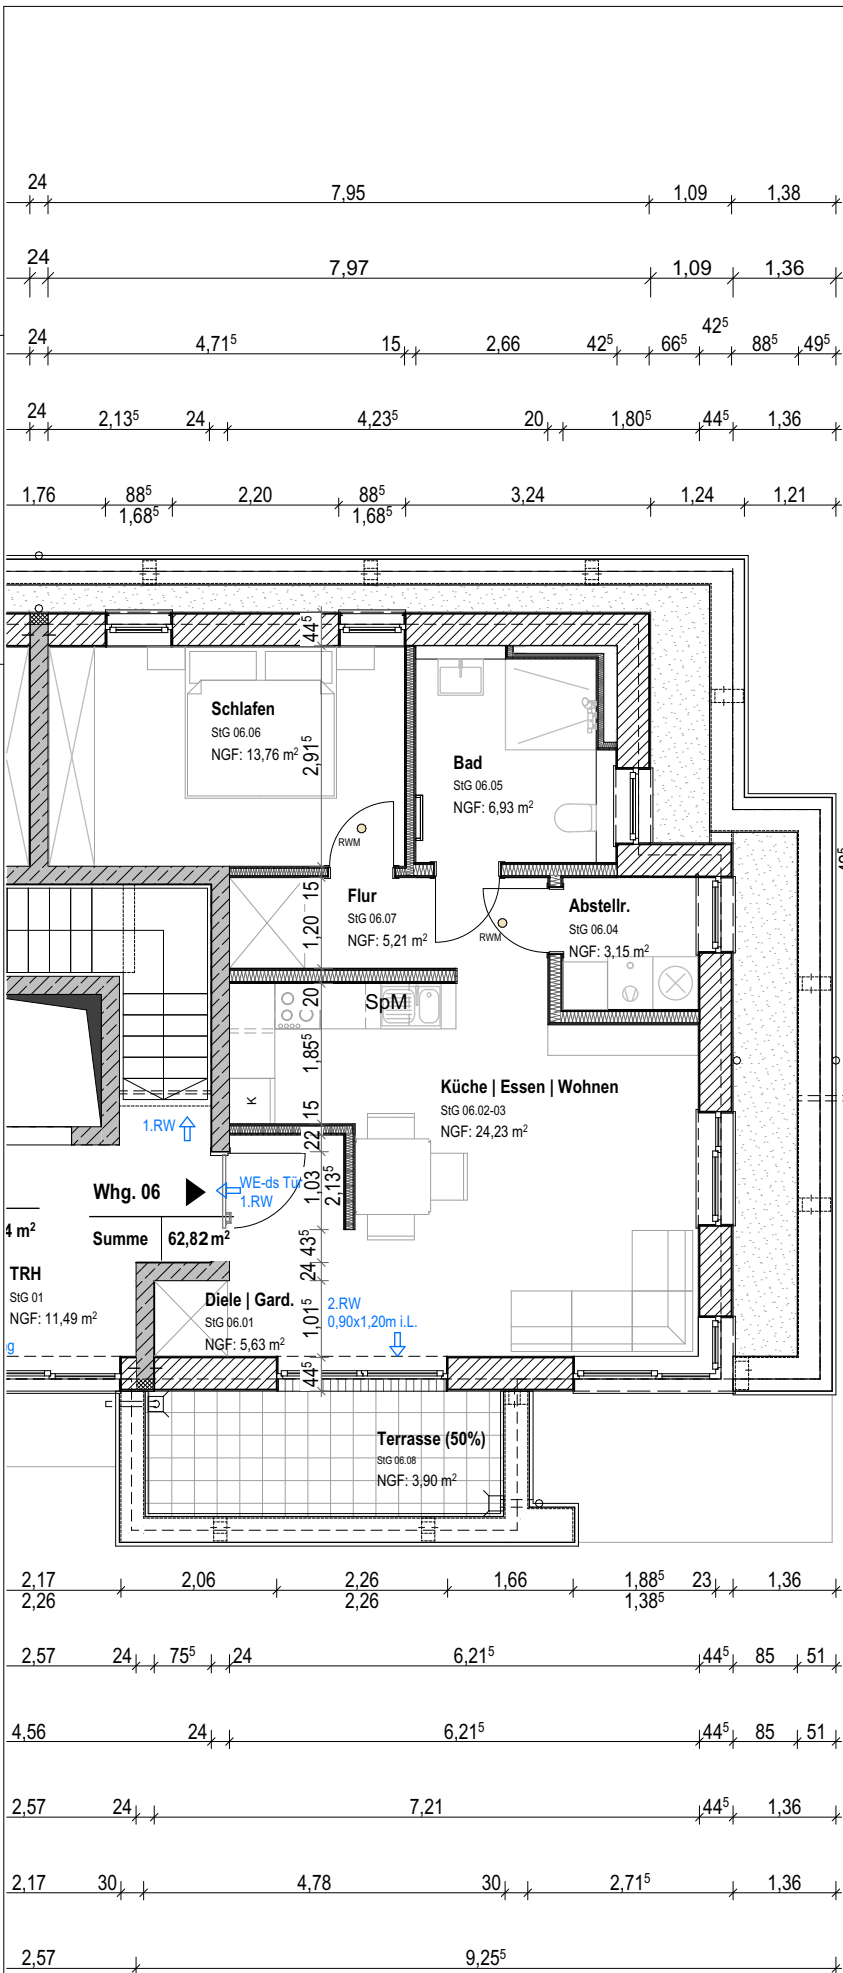 24 7,95 1,09 1,38
24 7,97 1,09 1,36
24 4,71⁵ 15 2,66 42⁵ 66⁵ 42⁵ 88⁵ 49⁵
24 2,13⁵ 24 4,23⁵ 20 1,80⁵ 44⁵ 1,36
1,76 88⁵ 2,20 88⁵ 3,24 1,24 1,21
1,68⁵ 1,68⁵
44⁵
Schlafen
StG 06.06
NGF: 13,76 m²
2,91⁵
Bad
StG 06.05
NGF: 6,93 m²
RWM
15
Flur
StG 06.07
NGF: 5,21 m²
1,20
RWM
Abstellr.
StG 06.04
NGF: 3,15 m²
20
SpM
1,85⁵
K
15
Küche | Essen | Wohnen
StG 06.02-03
NGF: 24,23 m²
1.RW
22
1,03
2,13⁵
Whg. 06
WE-ds Tür
1.RW
4 m²
Summe 62,82 m²
43⁵
24
TRH
StG 01
NGF: 11,49 m²
Diele | Gard.
StG 06.01
NGF: 5,63 m²
1,01⁵
2.RW
0,90x1,20m i.L.
44⁵
Terrasse (50%)
StG 06.08
NGF: 3,90 m²
2,17 2,06 2,26 1,66 1,88⁵ 23 1,36
2,26 2,26 1,38⁵
2,57 24 75⁵ 24 6,21⁵ 44⁵ 85 51
4,56 24 6,21⁵ 44⁵ 85 51
2,57 24 7,21 44⁵ 1,36
2,17 30 4,78 30 2,71⁵ 1,36
2,57 9,25⁵